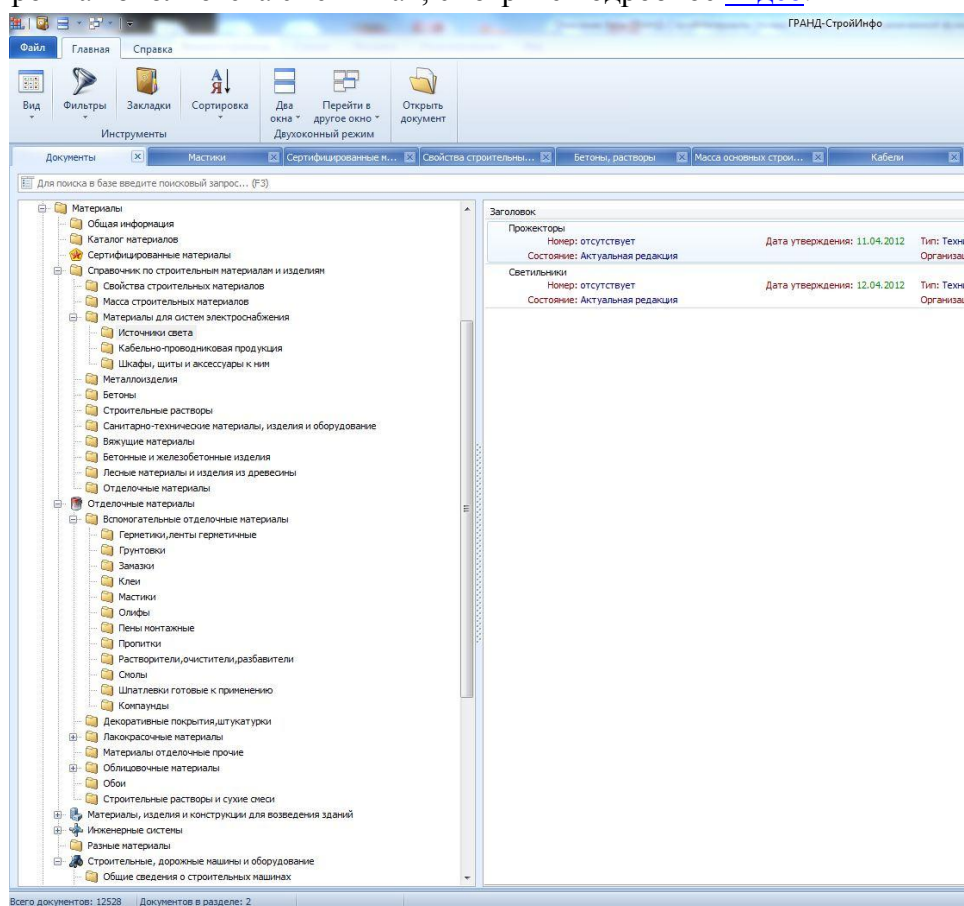 ГРАНД-СтройИнфо
Файл Главная Справка
Вид Фильтры Закладки Сортировка Два окна Перейти в другое окно Открыть документ
Инструменты Двухоконный режим
Документы Мастики Сертифицированные м... Свойства строительны... Бетоны, растворы Масса основных строи... Кабели
Для поиска в базе введите поисковый запрос... (F3)
Материалы
Общая информация
Каталог материалов
Сертифицированные материалы
Справочник по строительным материалам и изделиям
Свойства строительных материалов
Масса строительных материалов
Материалы для систем электроснабжения
Источники света
Кабельно-проводниковая продукция
Шкафы, щиты и аксессуары к ним
Металлоизделия
Бетоны
Строительные растворы
Санитарно-технические материалы, изделия и оборудование
Вяжущие материалы
Бетонные и железобетонные изделия
Лесные материалы и изделия из древесины
Отделочные материалы
Отделочные материалы
Вспомогательные отделочные материалы
Герметики,ленты герметичные
Грунтовки
Замазки
Клеи
Мастики
Олифы
Пены монтажные
Пропитки
Растворители,очистители,разбавители
Смолы
Шпатлевки готовые к применению
Компаунды
Декоративные покрытия,штукатурки
Лакокрасочные материалы
Материалы отделочные прочие
Облицовочные материалы
Обои
Строительные растворы и сухие смеси
Материалы, изделия и конструкции для возведения зданий
Инженерные системы
Разные материалы
Строительные, дорожные машины и оборудование
Общие сведения о строительных машинах
Заголовок
Прожекторы
Номер: отсутствует Дата утверждения: 11.04.2012 Тип: Техн
Состояние: Актуальная редакция Организац
Светильники
Номер: отсутствует Дата утверждения: 12.04.2012 Тип: Техн
Состояние: Актуальная редакция Организац
Всего документов: 12528 Документов в разделе: 2